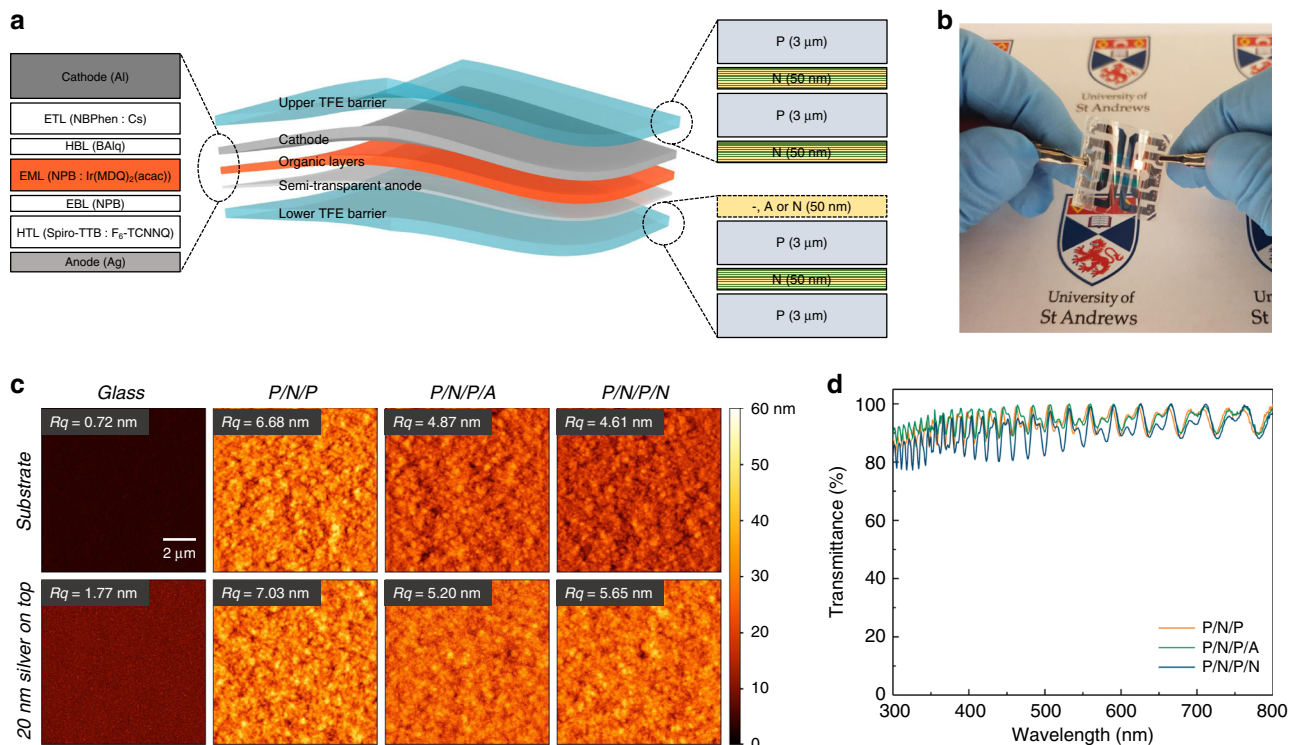 a
Cathode (Al)
ETL (NBPhen : Cs)
HBL (BAlq)
EML (NPB : Ir(MDQ)₂(acac))
EBL (NPB)
HTL (Spiro-TTB : F₆-TCNNQ)
Anode (Ag)
Upper TFE barrier
Cathode
Organic layers
Semi-transparent anode
Lower TFE barrier
P (3 μm)
N (50 nm)
P (3 μm)
N (50 nm)
-, A or N (50 nm)
P (3 μm)
N (50 nm)
P (3 μm)
b
University of
St Andrews
University of
St Andrews
Ur
St
c
Glass
P/N/P
P/N/P/A
P/N/P/N
Substrate
Rq = 0.72 nm
Rq = 6.68 nm
Rq = 4.87 nm
Rq = 4.61 nm
2 μm
20 nm silver on top
Rq = 1.77 nm
Rq = 7.03 nm
Rq = 5.20 nm
Rq = 5.65 nm
60 nm
50
40
30
20
10
0
d
Transmittance (%)
100
80
60
40
20
0
P/N/P
P/N/P/A
P/N/P/N
300
400
500
600
700
800
Wavelength (nm)